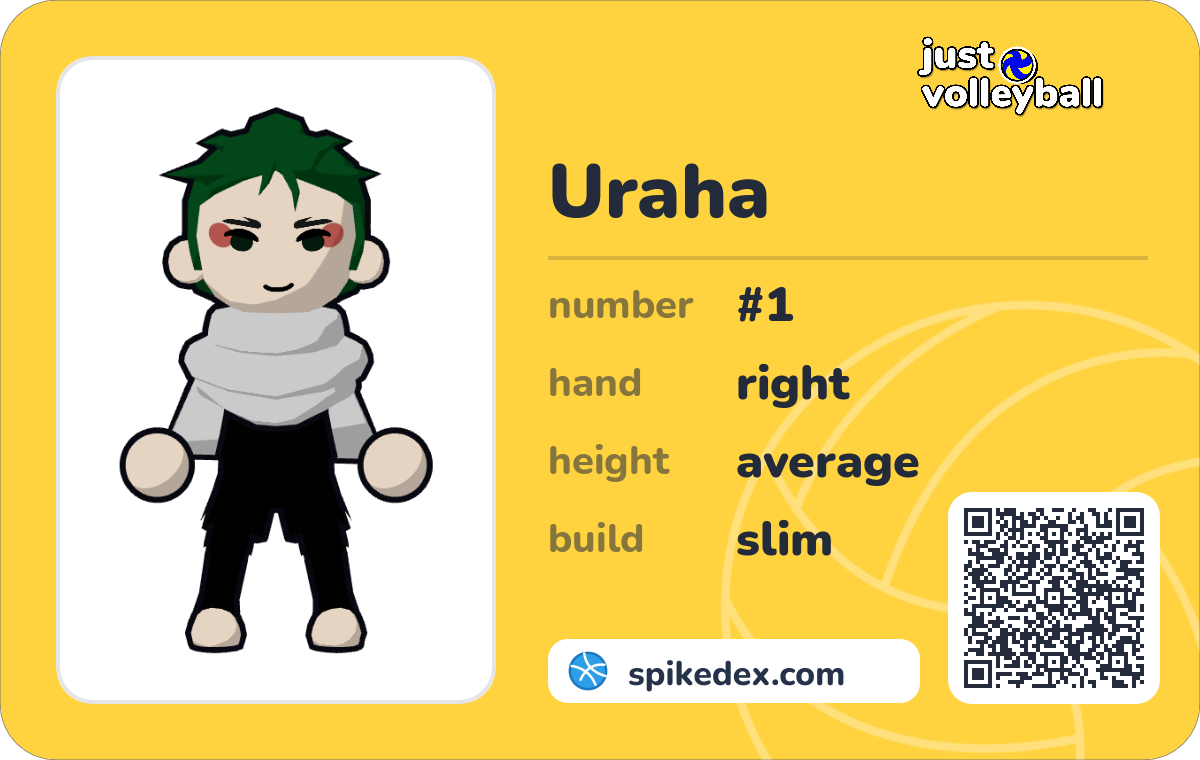 just
volleyball
Uraha
number #1
hand right
height average
build slim
spikedex.com